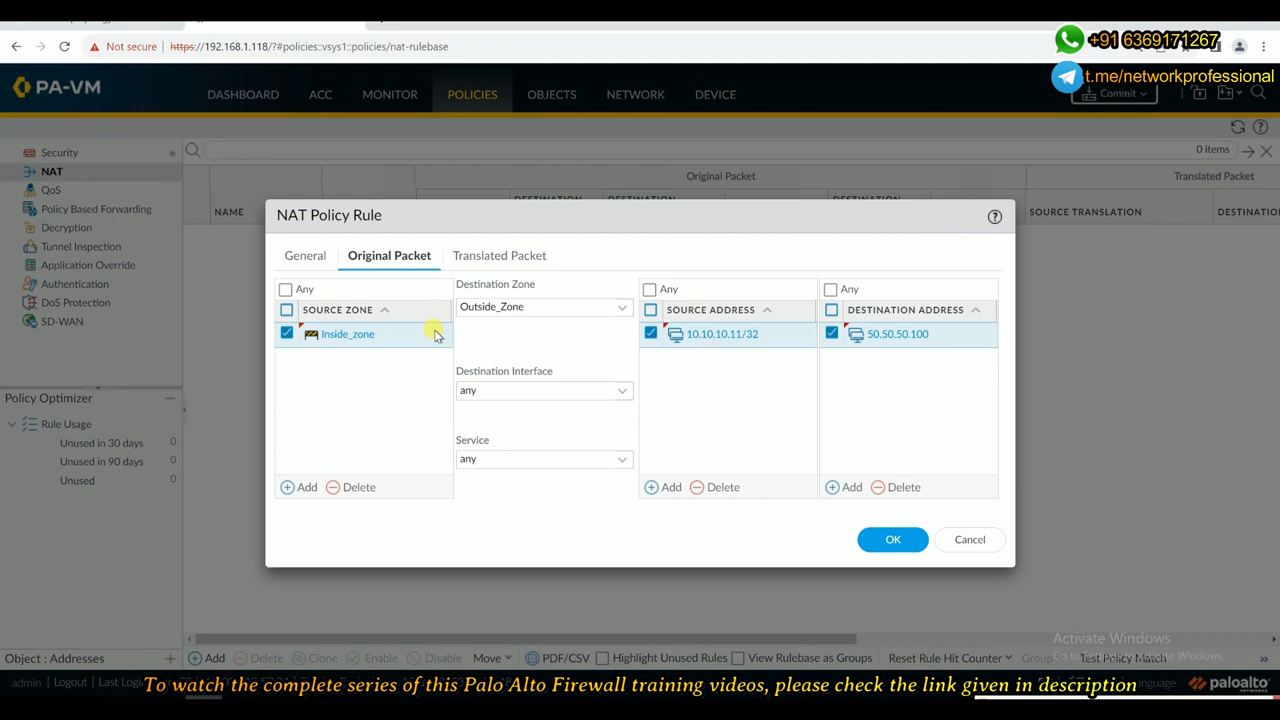 +91 6369171267
Not secure
https://192.168.1.118/?#policies::vsys1::policies/nat-rulebase
t.me/networkprofessional
PA-VM
DASHBOARD
ACC
MONITOR
POLICIES
OBJECTS
NETWORK
DEVICE
Commit
Security
NAT
QoS
Policy Based Forwarding
Decryption
Tunnel Inspection
Application Override
Authentication
DoS Protection
SD-WAN
0 items
Original Packet
Translated Packet
NAME
SOURCE TRANSLATION
DESTINATIO
NAT Policy Rule
General
Original Packet
Translated Packet
Any
SOURCE ZONE
Inside_zone
Add
Delete
Destination Zone
Outside_Zone
Destination Interface
any
Service
any
Any
SOURCE ADDRESS
10.10.10.11/32
Add
Delete
Any
DESTINATION ADDRESS
50.50.50.100
Add
Delete
OK
Cancel
Policy Optimizer
Rule Usage
Unused in 30 days 0
Unused in 90 days 0
Unused 0
Object : Addresses
Add
Delete
Clone
Enable
Disable
Move
PDF/CSV
Highlight Unused Rules
View Rulebase as Groups
Reset Rule Hit Counter
Group
Test Policy Match
Activate Windows
admin
Logout
Last Logi
Language
paloalto
NETWORKS
To watch the complete series of this Palo Alto Firewall training videos, please check the link given in description